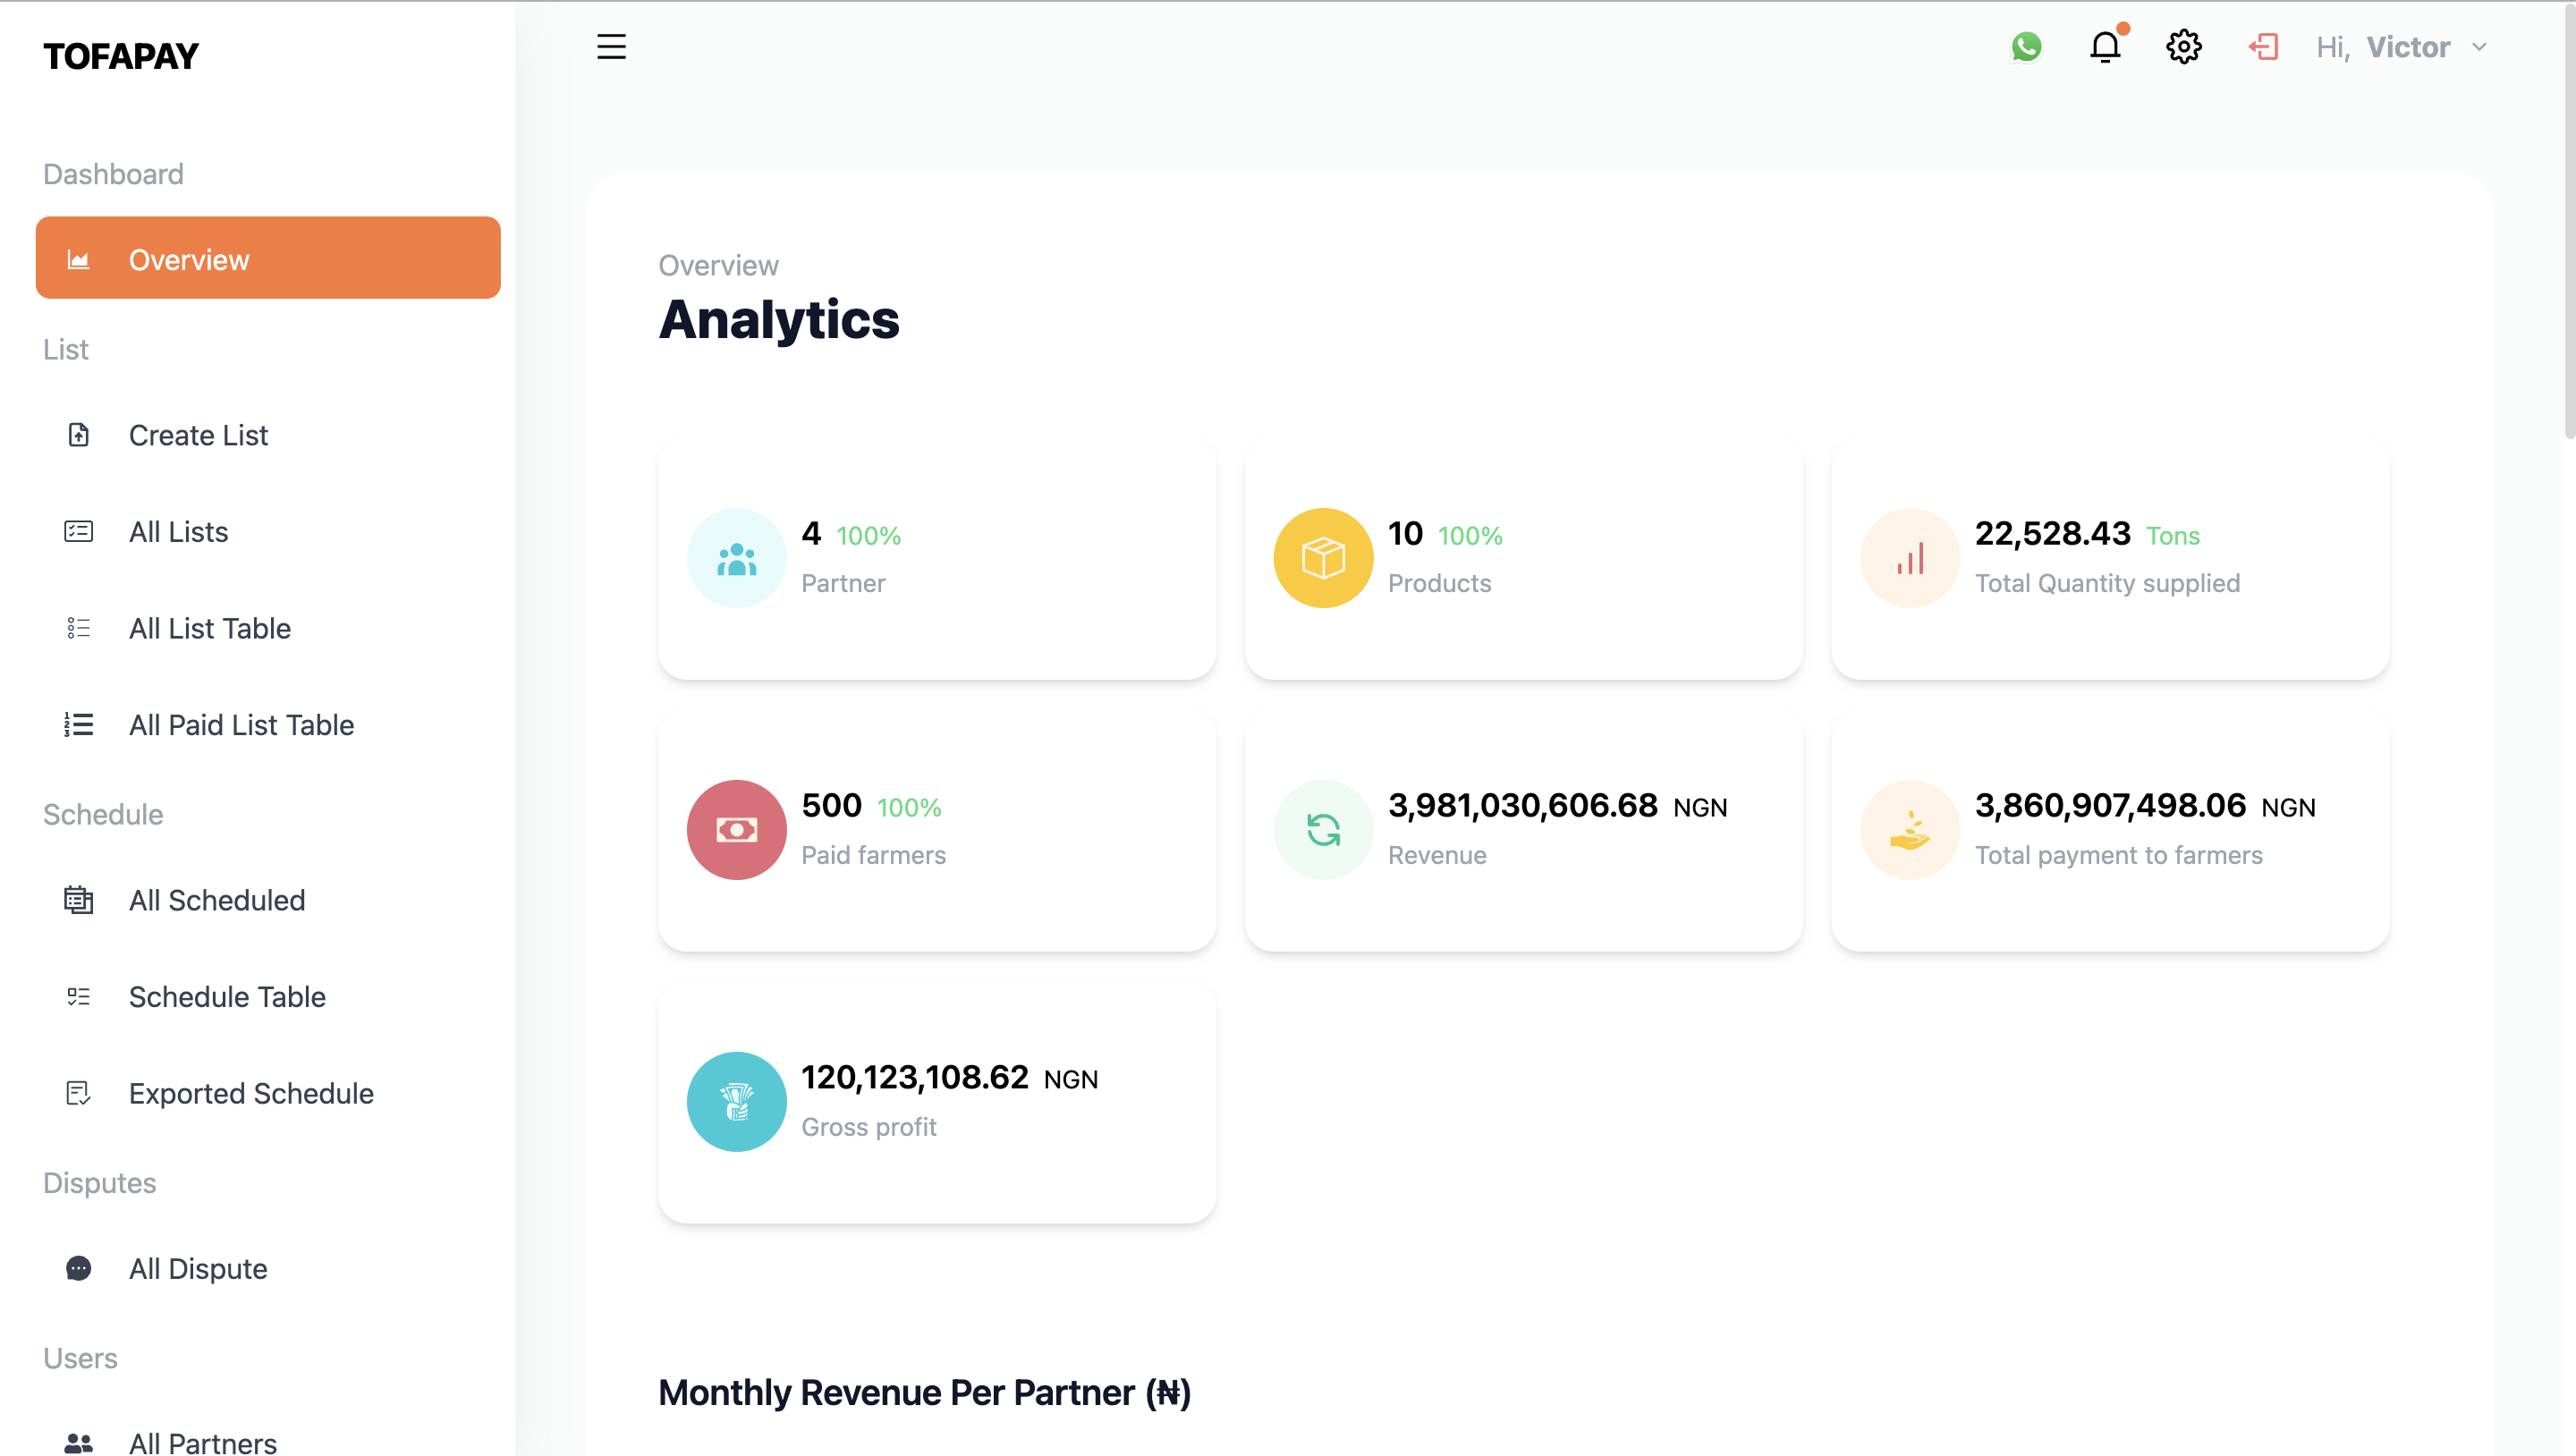 TOFAPAY
Hi, Victor
Dashboard
Overview
List
Create List
All Lists
All List Table
All Paid List Table
Schedule
All Scheduled
Schedule Table
Exported Schedule
Disputes
All Dispute
Users
All Partners
Overview
Analytics
4 100%
Partner
10 100%
Products
22,528.43 Tons
Total Quantity supplied
500 100%
Paid farmers
3,981,030,606.68 NGN
Revenue
3,860,907,498.06 NGN
Total payment to farmers
120,123,108.62 NGN
Gross profit
Monthly Revenue Per Partner (₦)